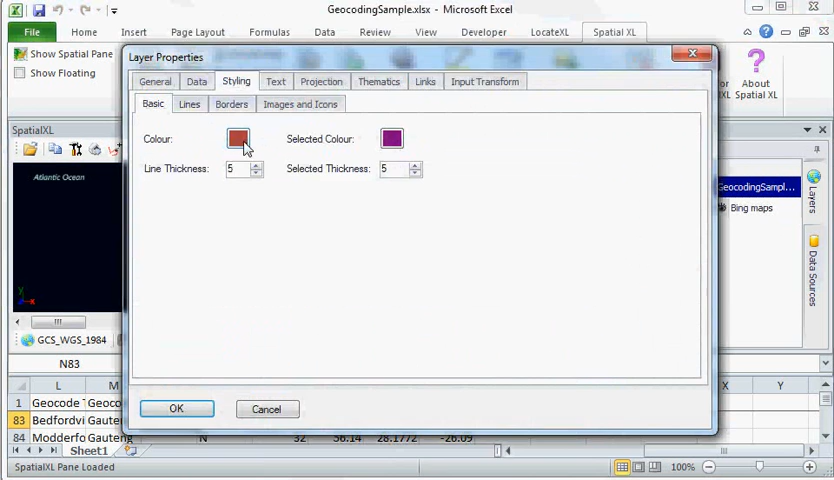 GeocodingSample.xlsx - Microsoft Excel
File Home Insert Page Layout Formulas Data Review View Developer LocateXL Spatial XL
Show Spatial Pane
Show Floating
About
Spatial XL
Layer Properties
General Data Styling Text Projection Thematics Links Input Transform
Basic Lines Borders Images and Icons
Colour: Selected Colour:
Line Thickness: 5 Selected Thickness: 5
OK Cancel
SpatialXL
Atlantic Ocean
GCS_WGS_1984
GeocodingSampl...
Bing maps
Layers
Data Sources
N83
L M X Y
1 Geocode
83 Bedfordvi Gauteng
84 Modderfo Gauteng N 32 56.14 28.1772 -26.09
Sheet1
SpatialXL Pane Loaded 100%